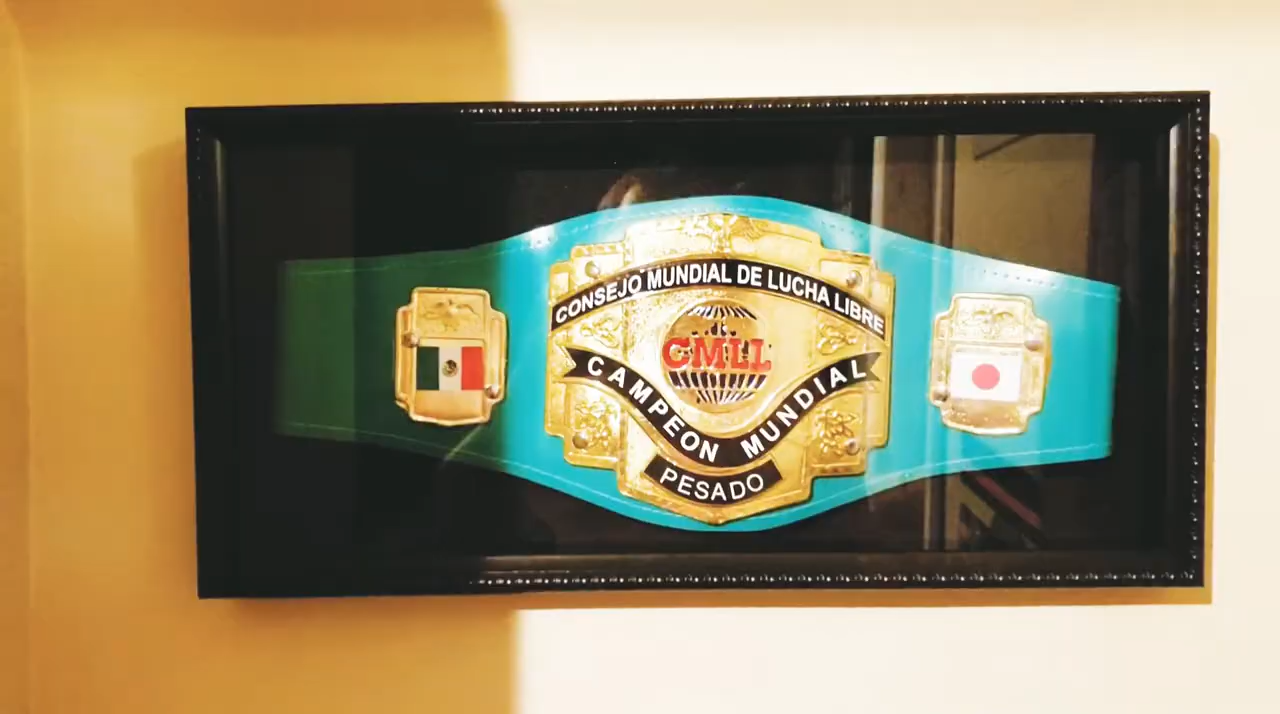 CONSEJO MUNDIAL DE LUCHA LIBRE
CMLL
CAMPEON MUNDIAL
PESADO